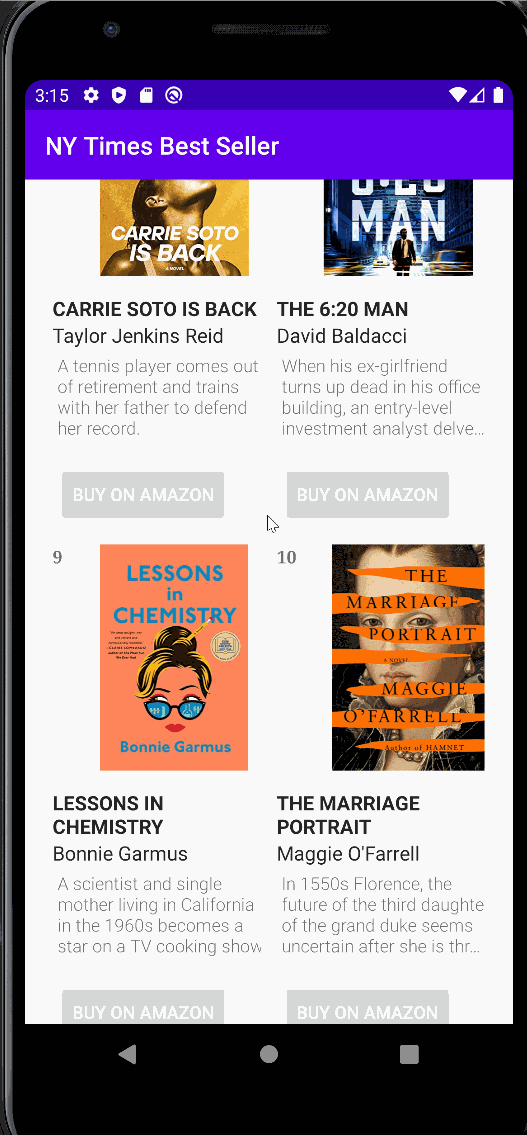 3:15
NY Times Best Seller
CARRIE SOTO
IS BACK
A NOVEL
MAN
CARRIE SOTO IS BACK
Taylor Jenkins Reid
A tennis player comes out
of retirement and trains
with her father to defend
her record.
BUY ON AMAZON
THE 6:20 MAN
David Baldacci
When his ex-girlfriend
turns up dead in his office
building, an entry-level
investment analyst delve...
BUY ON AMAZON
9
LESSONS
in
CHEMISTRY
Bonnie Garmus
LESSONS IN
CHEMISTRY
Bonnie Garmus
A scientist and single
mother living in California
in the 1960s becomes a
star on a TV cooking show
BUY ON AMAZON
10
THE
MARRIAGE
PORTRAIT
A NOVEL
MAGGIE
O'FARRELL
Author of HAMNET
THE MARRIAGE
PORTRAIT
Maggie O'Farrell
In 1550s Florence, the
future of the third daughte
of the grand duke seems
uncertain after she is thr...
BUY ON AMAZON